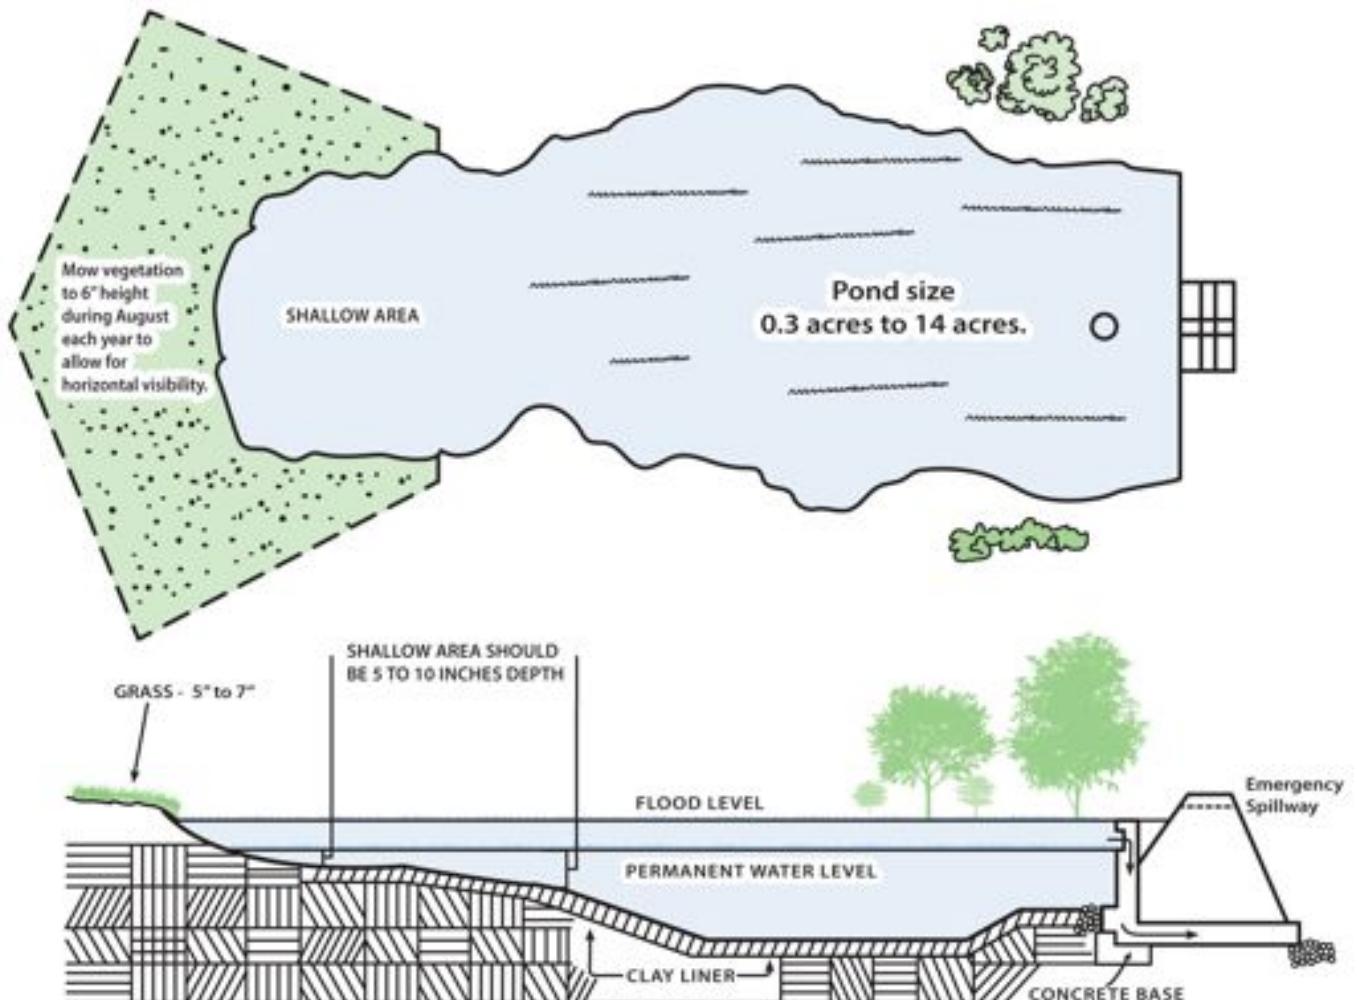 Mow vegetation
to 6" height
during August
each year to
allow for
horizontal visibility.
SHALLOW AREA
Pond size
0.3 acres to 14 acres.
SHALLOW AREA SHOULD
BE 5 TO 10 INCHES DEPTH
GRASS - 5" to 7"
FLOOD LEVEL
Emergency
Spillway
PERMANENT WATER LEVEL
CLAY LINER
CONCRETE BASE